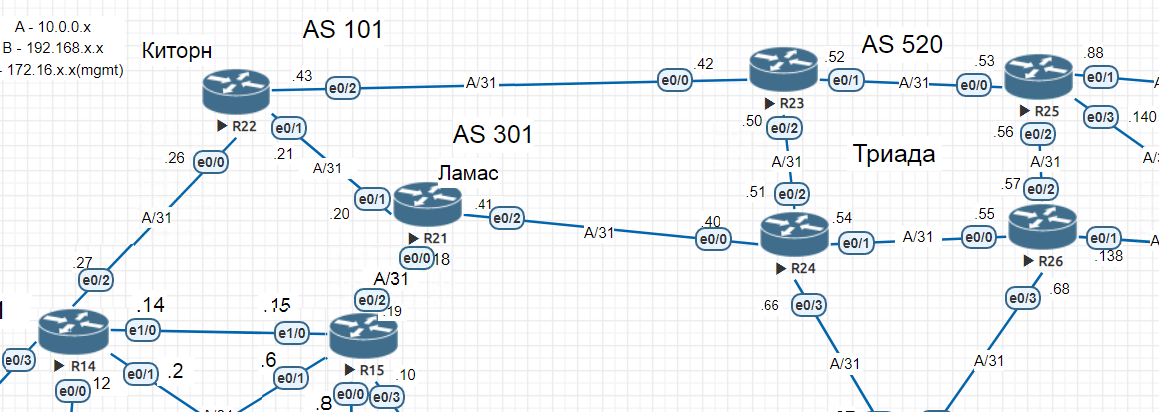 A - 10.0.0.x
B - 192.168.x.x
- 172.16.x.x(mgmt)
Киторн
AS 101
AS 520
AS 301
Ламас
Триада
R22
.43
e0/2
A/31
e0/0
.42
R23
.52
e0/1
A/31
.53
e0/0
R25
.88
e0/1
e0/3
.140
e0/1
.21
A/31
e0/1
.20
.26
e0/0
A/31
.27
e0/2
.50
e0/2
A/31
.51
e0/2
.56
e0/2
A/31
.57
e0/2
R21
.41
e0/2
A/31
.40
e0/0
R24
.54
e0/1
A/31
.55
e0/0
R26
e0/1
.138
e0/0
18
A/31
e0/2
.19
.66
e0/3
A/31
.68
e0/3
A/31
R14
.14
e1/0
.15
e1/0
R15
e0/3
e0/0
12
e0/1
.2
.6
e0/1
.8
e0/0
e0/3
.10